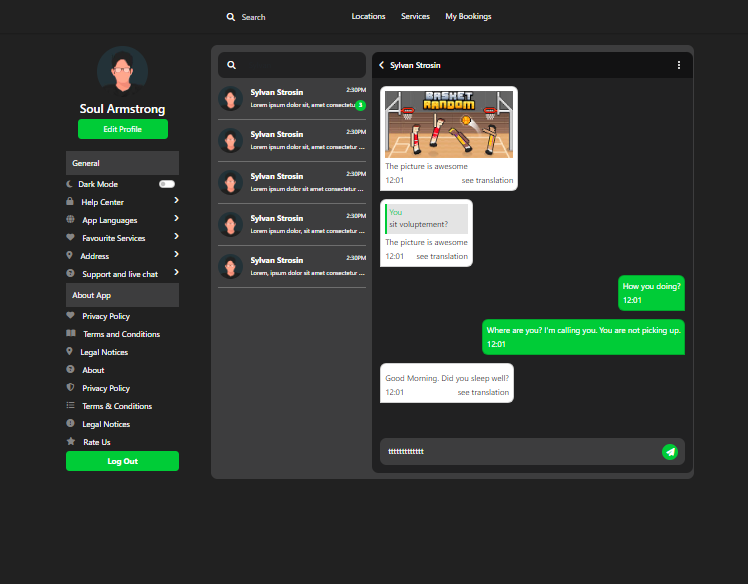 Search
Locations
Services
My Bookings
Soul Armstrong
Edit Profile
General
Dark Mode
Help Center
App Languages
Favourite Services
Address
Support and live chat
About App
Privacy Policy
Terms and Conditions
Legal Notices
About
Privacy Policy
Terms & Conditions
Legal Notices
Rate Us
Log Out
Sylvan Strosin 2:30PM
Lorem ipsum dolor sit, amet consectetu 3
Sylvan Strosin 2:30PM
Lorem ipsum dolor sit, amet consectetur ...
Sylvan Strosin 2:30PM
Lorem ipsum dolor sit amet consectetur ...
Sylvan Strosin 2:30PM
Lorem ipsum dolor, sit amet consectetur ...
Sylvan Strosin 2:30PM
Lorem, ipsum dolor sit amet consectetur ...
Sylvan Strosin
BASKET
RANDOM
The picture is awesome
12:01 see translation
You
sit voluptement?
The picture is awesome
12:01 see translation
How you doing?
12:01
Where are you? I'm calling you. You are not picking up.
12:01
Good Morning. Did you sleep well?
12:01 see translation
ttttttttttttt